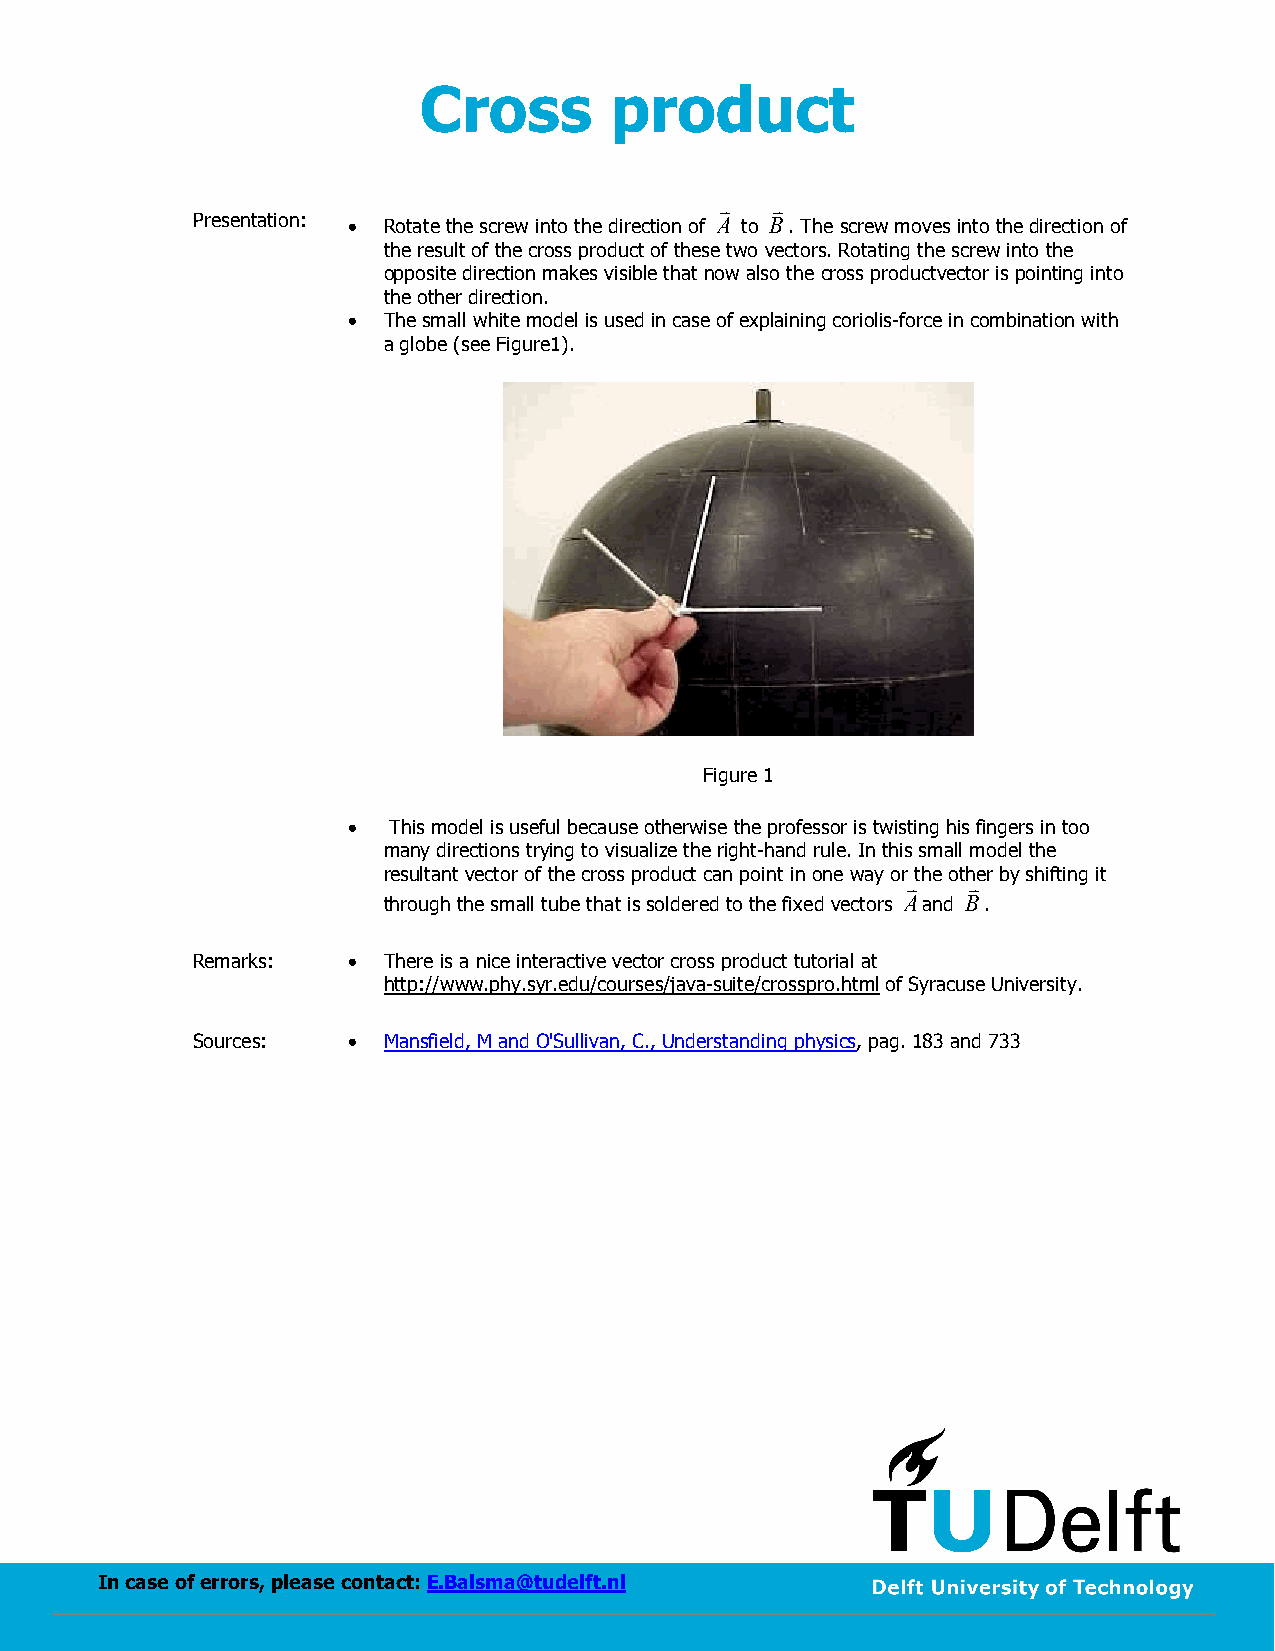 Cross product
Presentation: • Rotate the screw into the direction of A⃗ to B⃗ . The screw moves into the direction of
the result of the cross product of these two vectors. Rotating the screw into the
opposite direction makes visible that now also the cross productvector is pointing into
the other direction.
• The small white model is used in case of explaining coriolis-force in combination with
a globe (see Figure1).
Figure 1
• This model is useful because otherwise the professor is twisting his fingers in too
many directions trying to visualize the right-hand rule. In this small model the
resultant vector of the cross product can point in one way or the other by shifting it
through the small tube that is soldered to the fixed vectors A⃗ and B⃗ .
Remarks: • There is a nice interactive vector cross product tutorial at
http://www.phy.syr.edu/courses/java-suite/crosspro.html of Syracuse University.
Sources: • Mansfield, M and O'Sullivan, C., Understanding physics, pag. 183 and 733
TUDelft
In case of errors, please contact: E.Balsma@tudelft.nl
Delft University of Technology